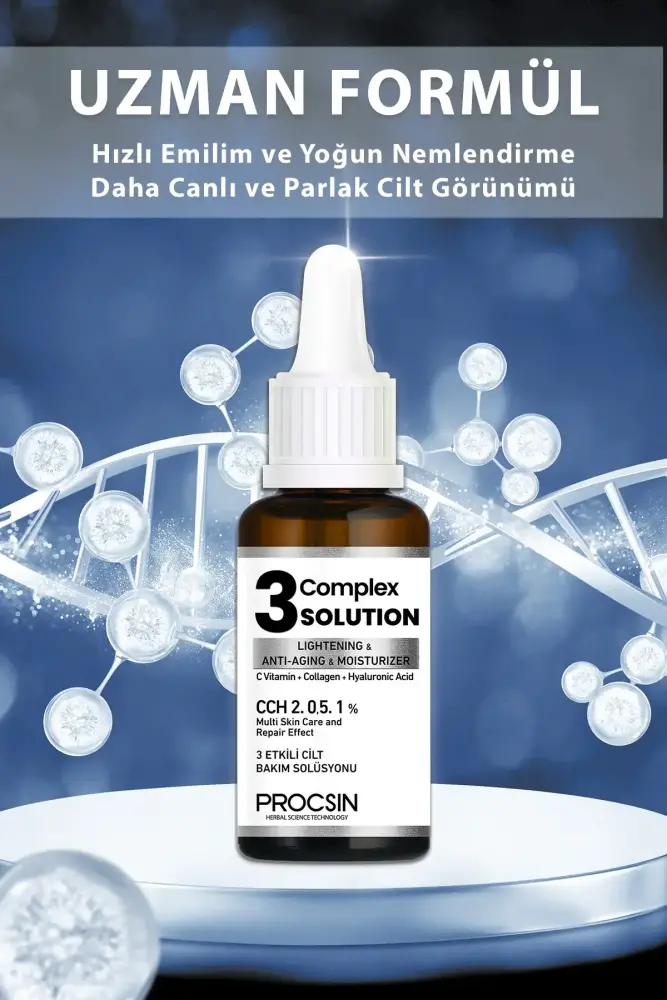 UZMAN FORMÜL
Hızlı Emilim ve Yoğun Nemlendirme
Daha Canlı ve Parlak Cilt Görünümü
3 Complex
SOLUTION
LIGHTENING &
ANTI-AGING & MOISTURIZER
C Vitamin + Collagen + Hyaluronic Acid
CCH 2. 0,5. 1 %
Multi Skin Care and
Repair Effect
3 ETKİLİ CİLT
BAKIM SOLÜSYONU
PROCSIN
HERBAL SCIENCE TECHNOLOGY